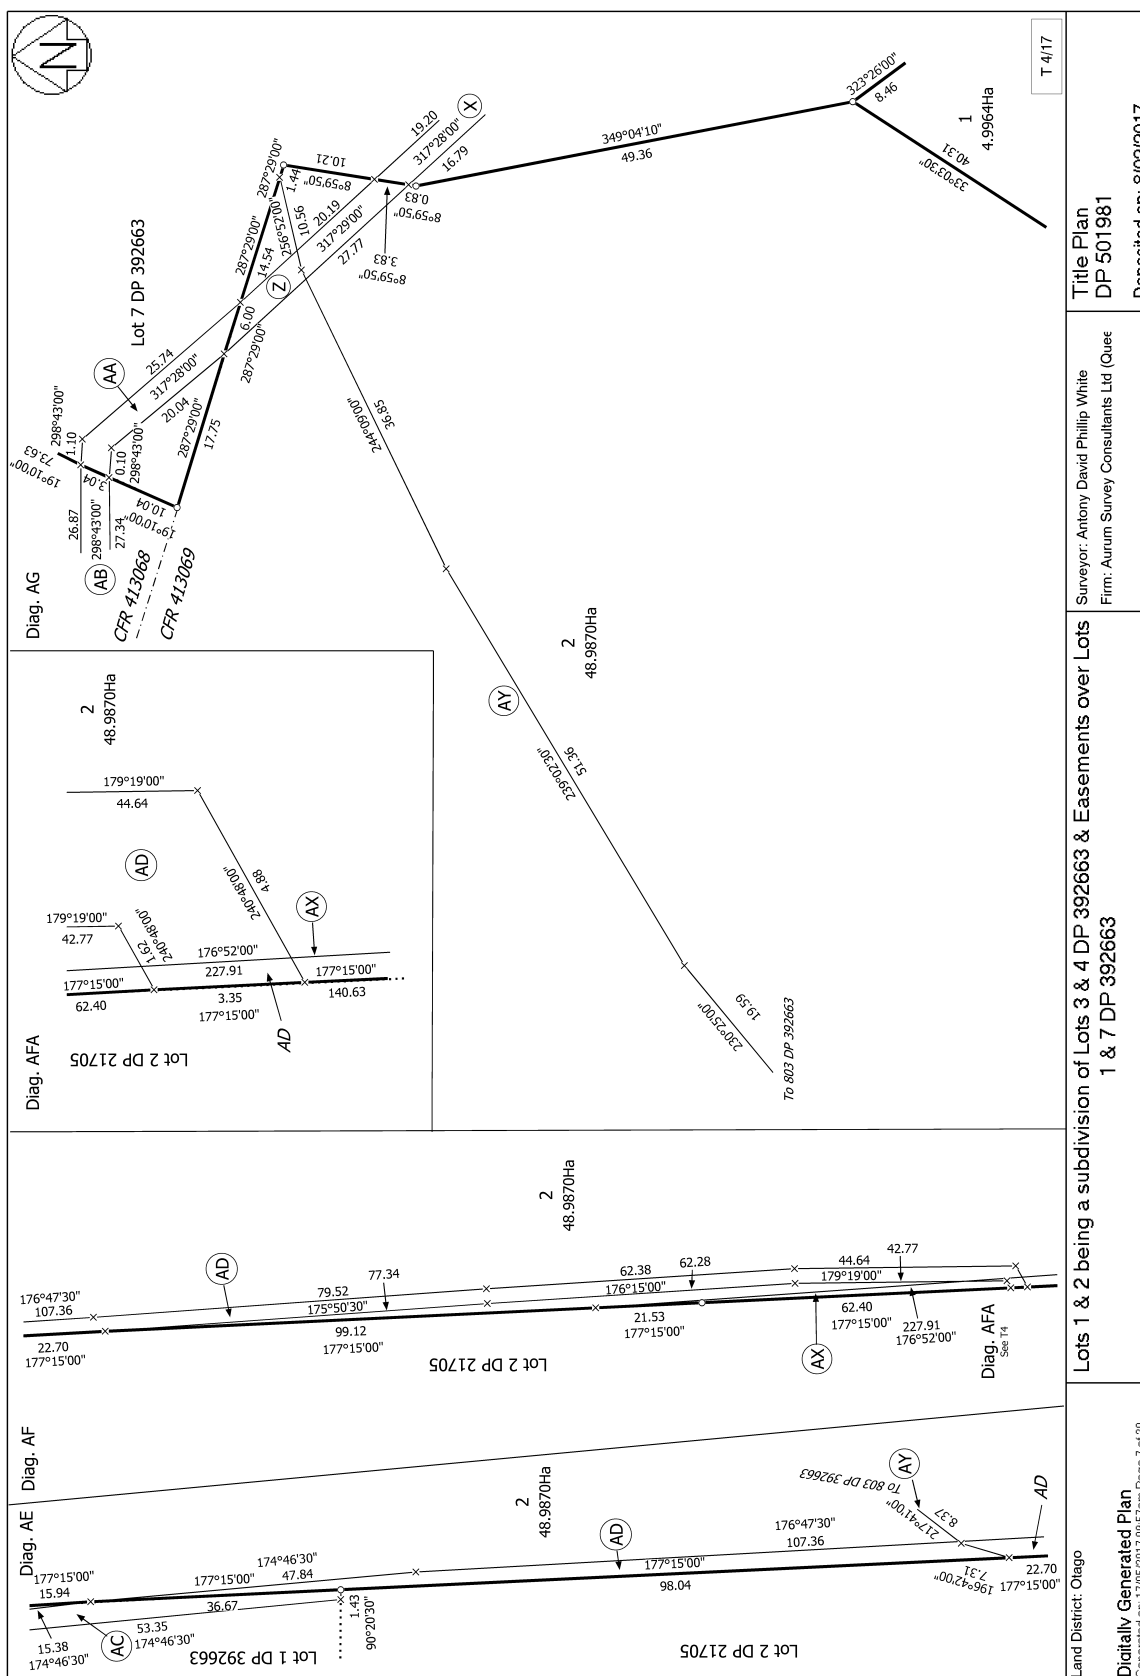 N
Diag. AG
T 4/17
323°26'00"
8.46
1
4.9964Ha
40.31
33°03'30"
349°04'10"
49.36
X
19.20
317°28'00"
16.79
287°29'00"
1.44
10.21
8°59'50"
0.83
8°59'50"
3.83
8°59'50"
256°52'00"
10.56
20.19
317°29'00"
27.77
287°29'00"
14.54
Z
6.00
287°29'00"
Lot 7 DP 392663
AA
25.74
317°28'00"
20.04
287°29'00"
17.75
298°43'00"
1.10
73.63
19°10'00"
3.04
0.10
298°43'00"
10.04
19°10'00"
26.87
298°43'00"
27.34
AB
CFR 413068
CFR 413069
36.85
244°09'00"
2
48.9870Ha
AY
51.36
239°02'30"
19.59
230°25'00"
To 803 DP 392663
Diag. AFA
2
48.9870Ha
179°19'00"
44.64
AD
179°19'00"
42.77
1.62
240°48'00"
4.88
240°48'00"
AX
176°52'00"
227.91
177°15'00"
62.40
3.35
177°15'00"
177°15'00"
140.63
AD
Lot 2 DP 21705
Diag. AF
2
48.9870Ha
AD
176°47'30"
107.36
79.52
175°50'30"
77.34
62.38
176°15'00"
62.28
44.64
179°19'00"
42.77
22.70
177°15'00"
99.12
177°15'00"
21.53
177°15'00"
62.40
177°15'00"
227.91
176°52'00"
AX
Lot 2 DP 21705
Diag. AFA
See T4
Diag. AE
2
48.9870Ha
177°15'00"
15.94
174°46'30"
177°15'00"
47.84
36.67
53.35
174°46'30"
15.38
174°46'30"
AC
1.43
90°20'30"
Lot 1 DP 392663
AD
177°15'00"
98.04
176°47'30"
107.36
To 803 DP 392663
AY
8.37
217°41'00"
7.31
196°42'00"
22.70
177°15'00"
AD
Lot 2 DP 21705
Land District: Otago
Digitally Generated Plan
Lots 1 & 2 being a subdivision of Lots 3 & 4 DP 392663 & Easements over Lots
1 & 7 DP 392663
Surveyor: Antony David Phillip White
Firm: Aurum Survey Consultants Ltd (Quee
Title Plan
DP 501981